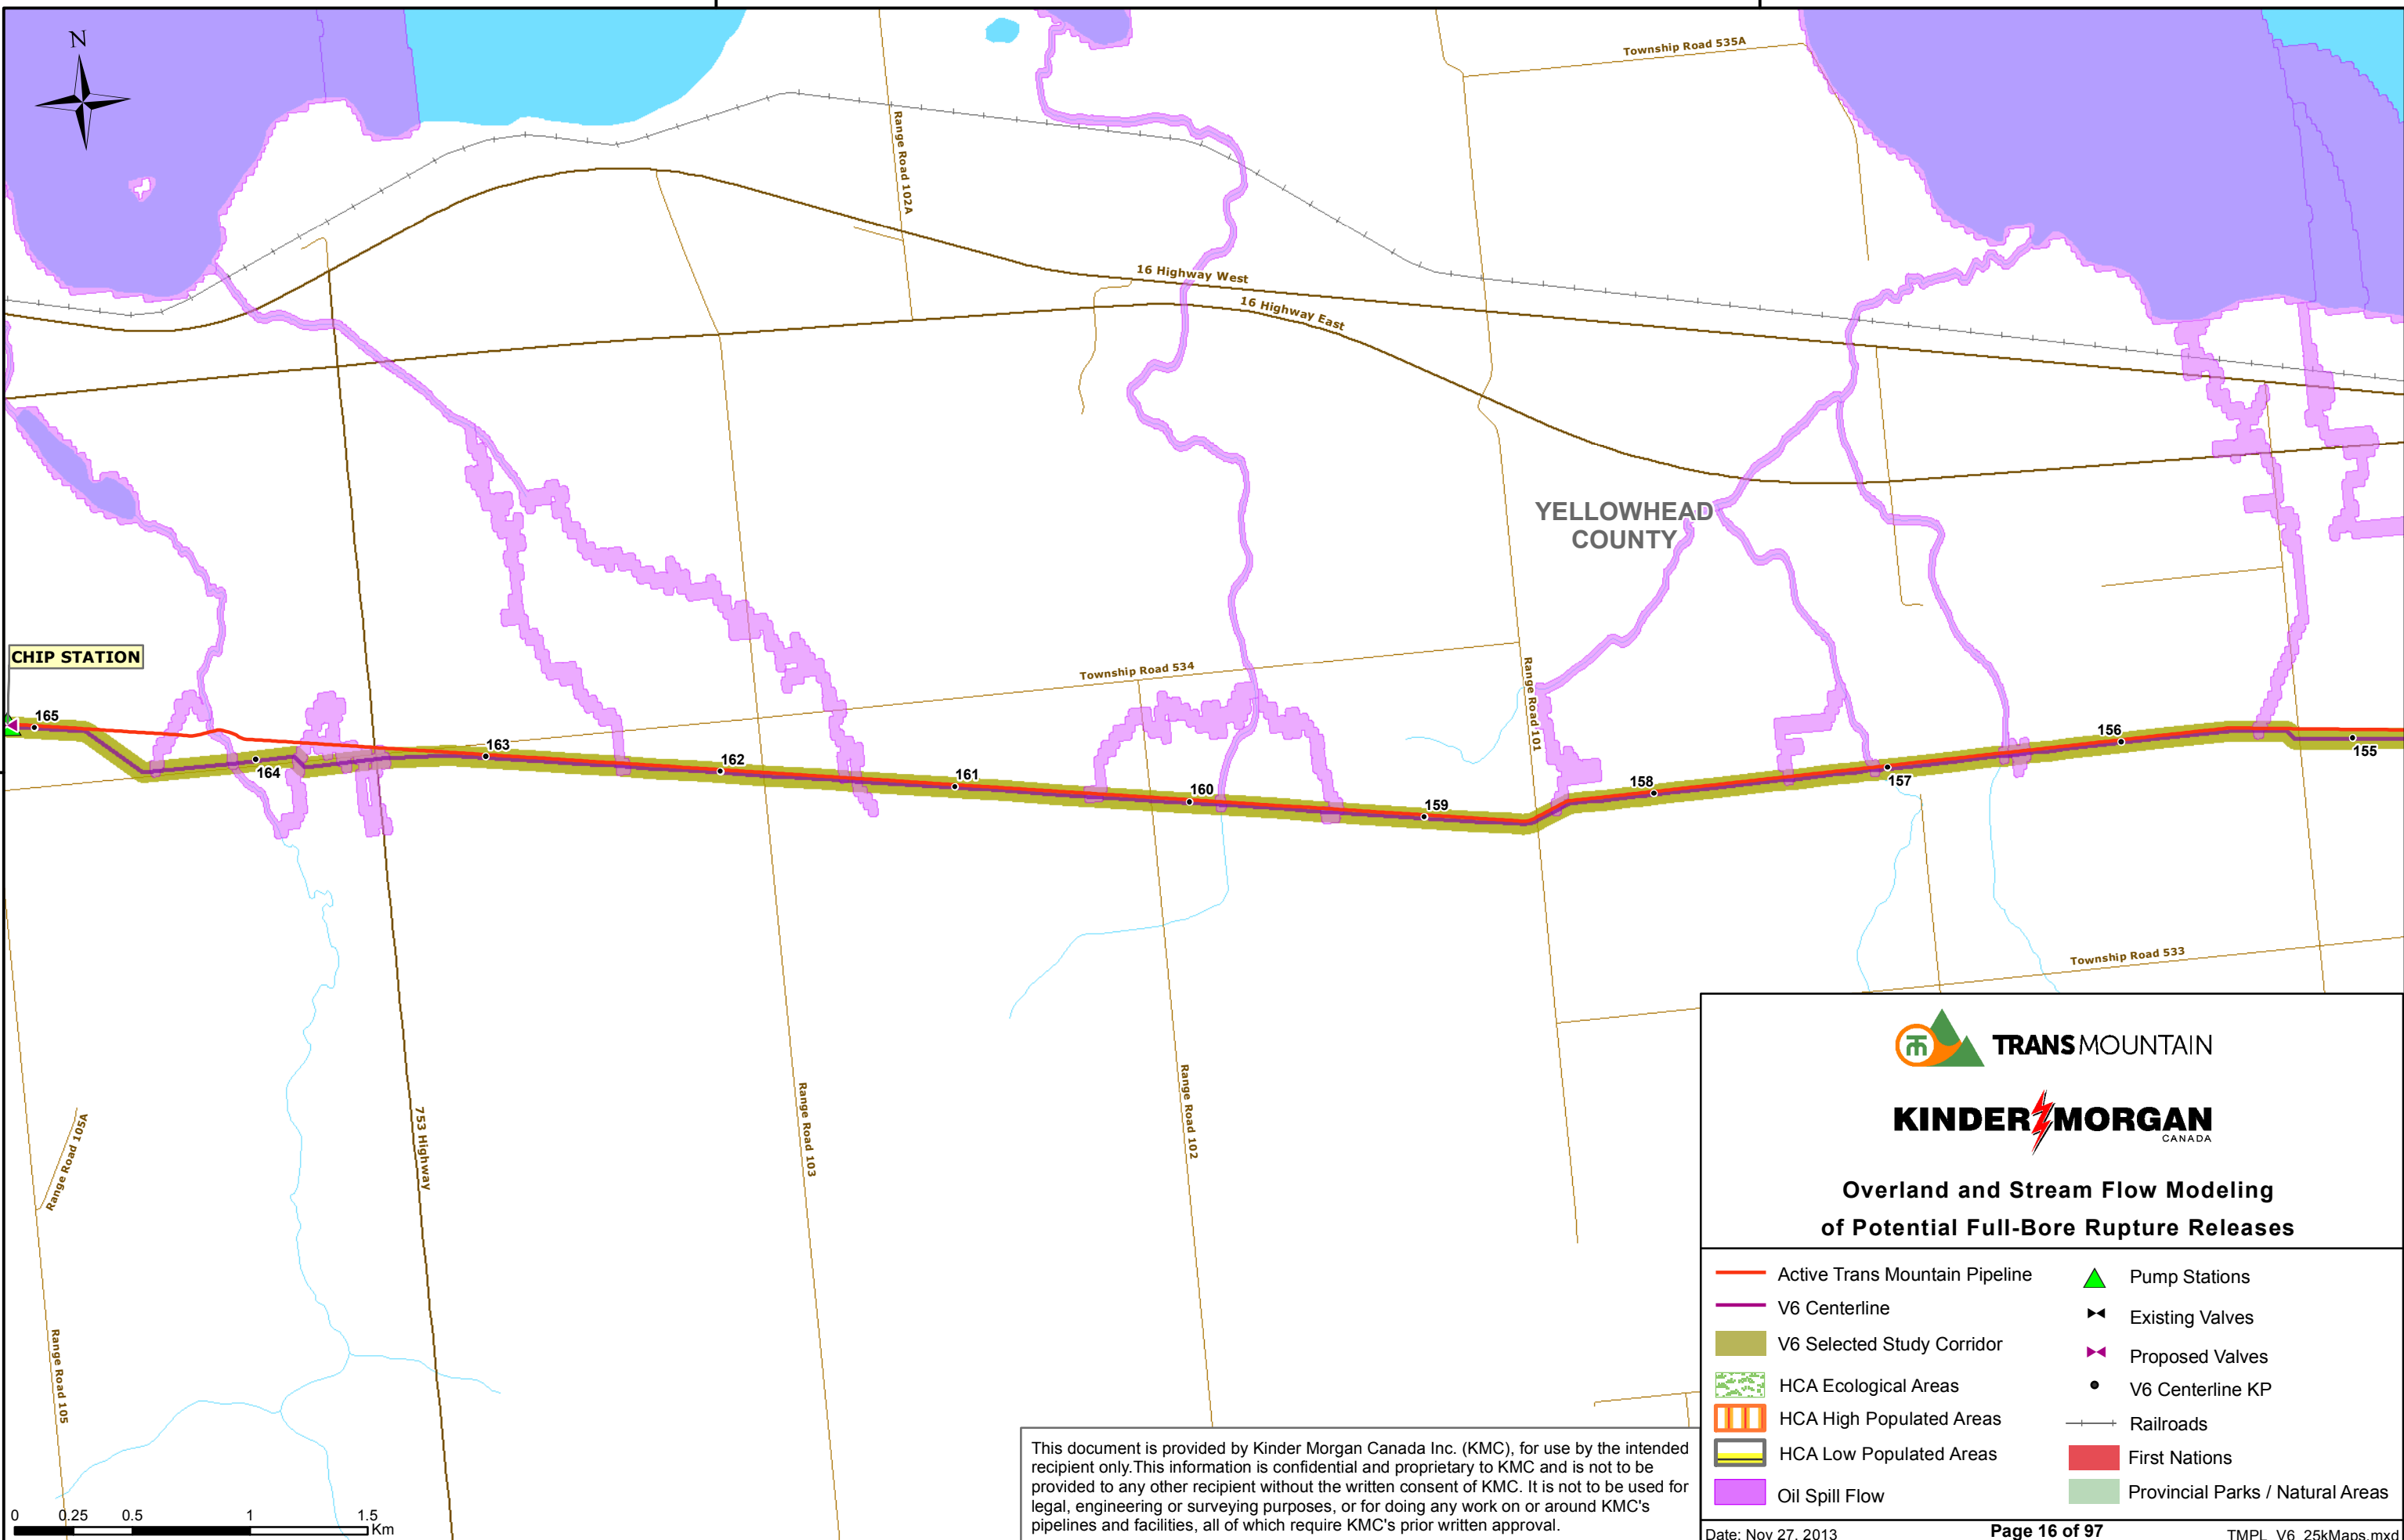 N
Township Road 535A
Range Road 102A
16 Highway West
16 Highway East
YELLOWHEAD
COUNTY
CHIP STATION
Township Road 534
Range Road 101
165
164
163
162
161
160
159
158
157
156
155
Township Road 533
Range Road 105A
753 Highway
Range Road 103
Range Road 102
Range Road 105
TRANSMOUNTAIN
KINDER MORGAN
CANADA
Overland and Stream Flow Modeling
of Potential Full-Bore Rupture Releases
Active Trans Mountain Pipeline
V6 Centerline
V6 Selected Study Corridor
HCA Ecological Areas
HCA High Populated Areas
HCA Low Populated Areas
Oil Spill Flow
Pump Stations
Existing Valves
Proposed Valves
V6 Centerline KP
Railroads
First Nations
Provincial Parks / Natural Areas
This document is provided by Kinder Morgan Canada Inc. (KMC), for use by the intended
recipient only.This information is confidential and proprietary to KMC and is not to be
provided to any other recipient without the written consent of KMC. It is not to be used for
legal, engineering or surveying purposes, or for doing any work on or around KMC's
pipelines and facilities, all of which require KMC's prior written approval.
0 0.25 0.5 1 1.5
Km
Date: Nov 27, 2013 Page 16 of 97 TMPL_V6_25kMaps.mxd